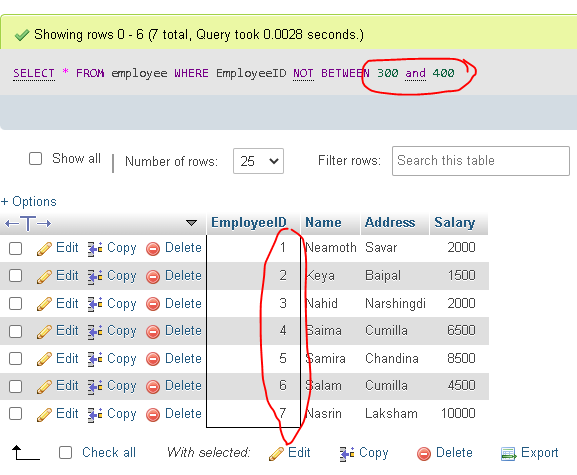 Showing rows 0 - 6 (7 total, Query took 0.0028 seconds.)
SELECT * FROM employee WHERE EmployeeID NOT BETWEEN 300 and 400
Show all | Number of rows: 25 Filter rows: Search this table
+ Options
←T→ EmployeeID Name Address Salary
Edit Copy Delete 1 Neamoth Savar 2000
Edit Copy Delete 2 Keya Baipal 1500
Edit Copy Delete 3 Nahid Narshingdi 2000
Edit Copy Delete 4 Saima Cumilla 6500
Edit Copy Delete 5 Samira Chandina 8500
Edit Copy Delete 6 Salam Cumilla 4500
Edit Copy Delete 7 Nasrin Laksham 10000
Check all With selected: Edit Copy Delete Export